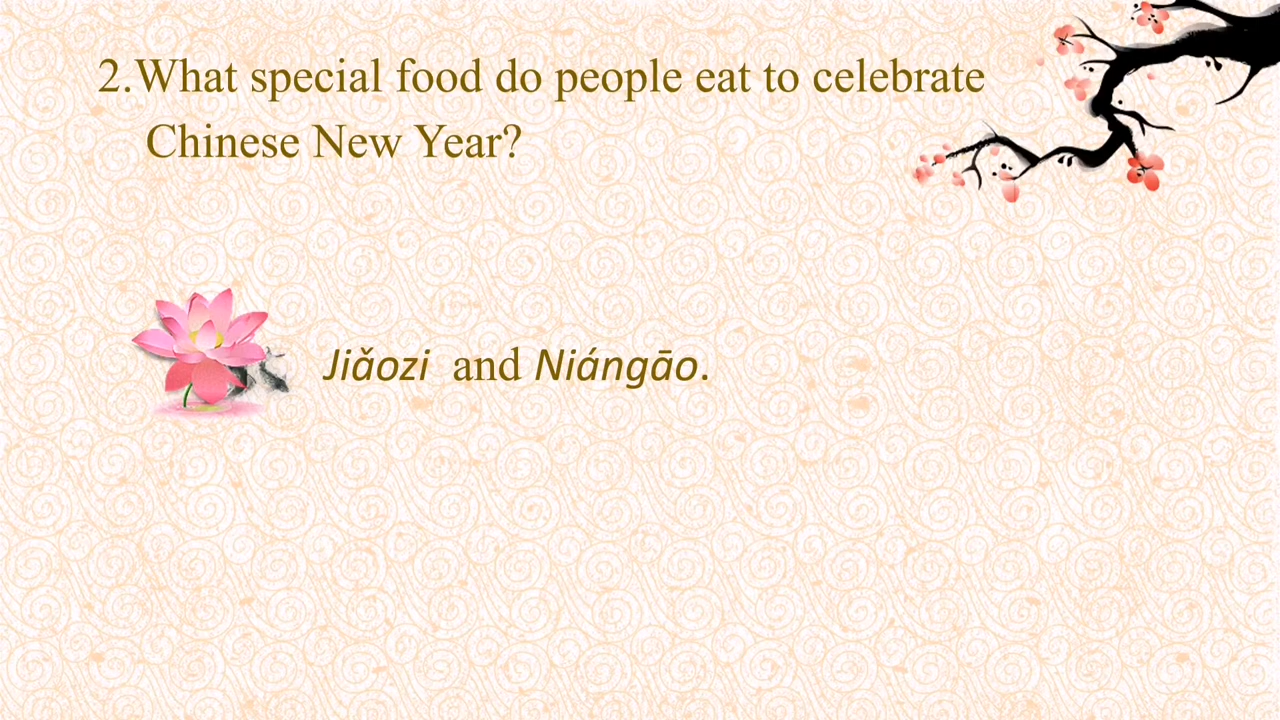 2.What special food do people eat to celebrate
Chinese New Year?
Jiǎozi and Niángāo.